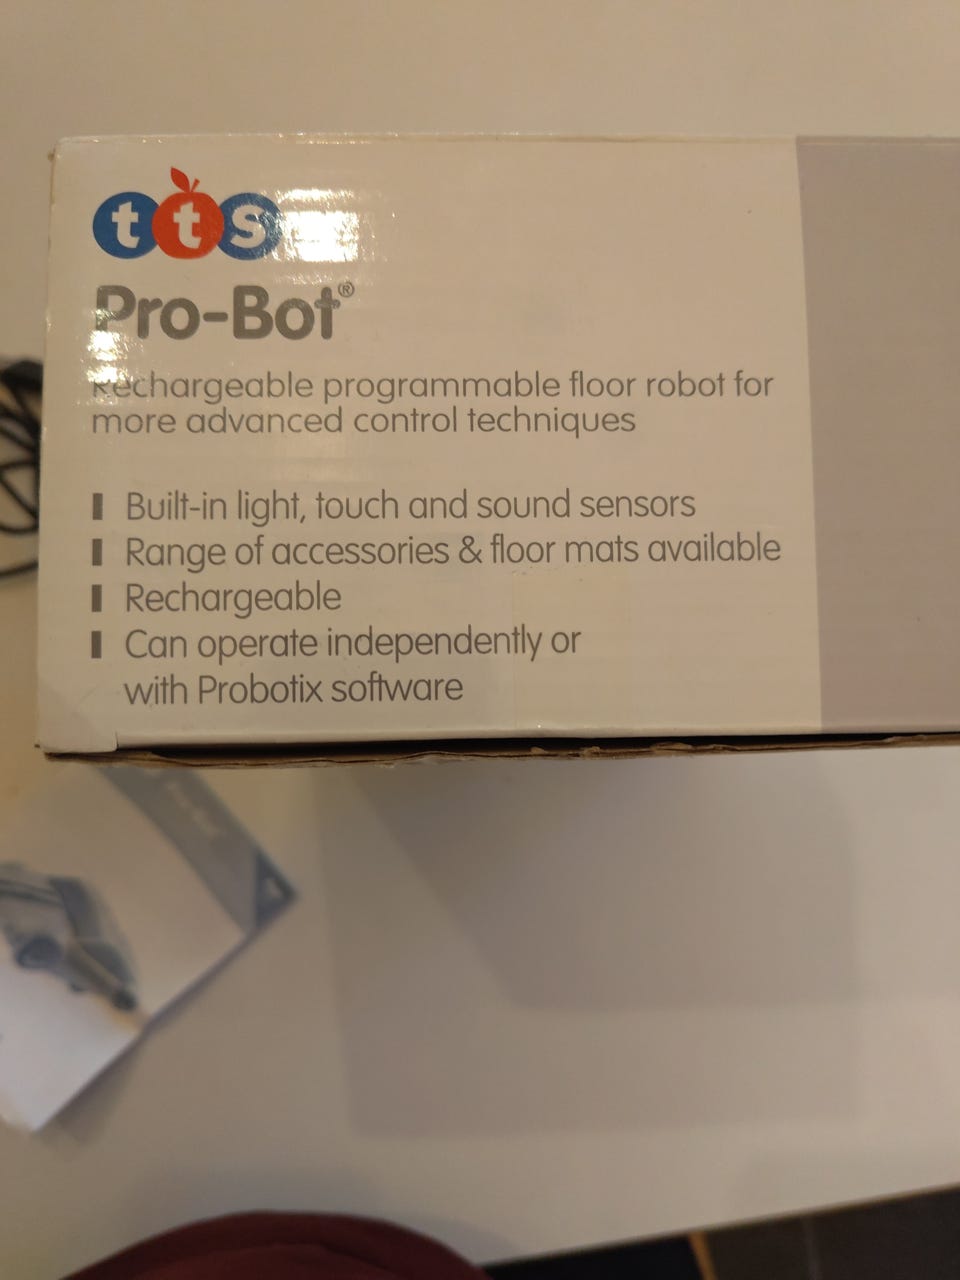 tts
Pro-Bot®
Rechargeable programmable floor robot for
more advanced control techniques
Built-in light, touch and sound sensors
Range of accessories & floor mats available
Rechargeable
Can operate independently or
with Probotix software